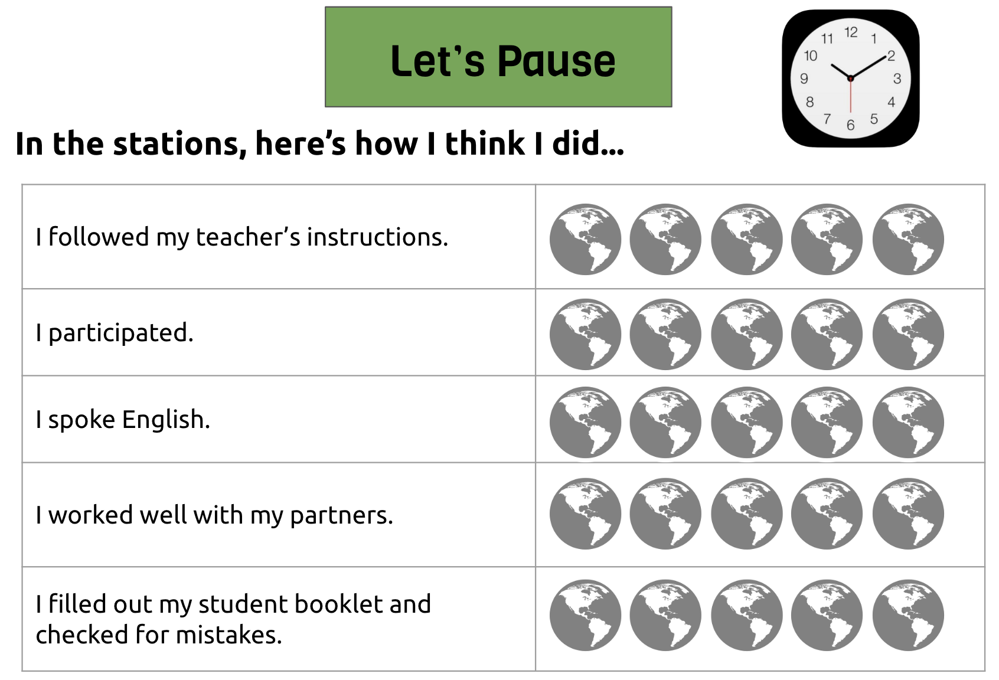 Let's Pause
12
11
1
10
2
9
3
8
4
7
5
6
In the stations, here’s how I think I did...
I followed my teacher’s instructions.
I participated.
I spoke English.
I worked well with my partners.
I filled out my student booklet and
checked for mistakes.